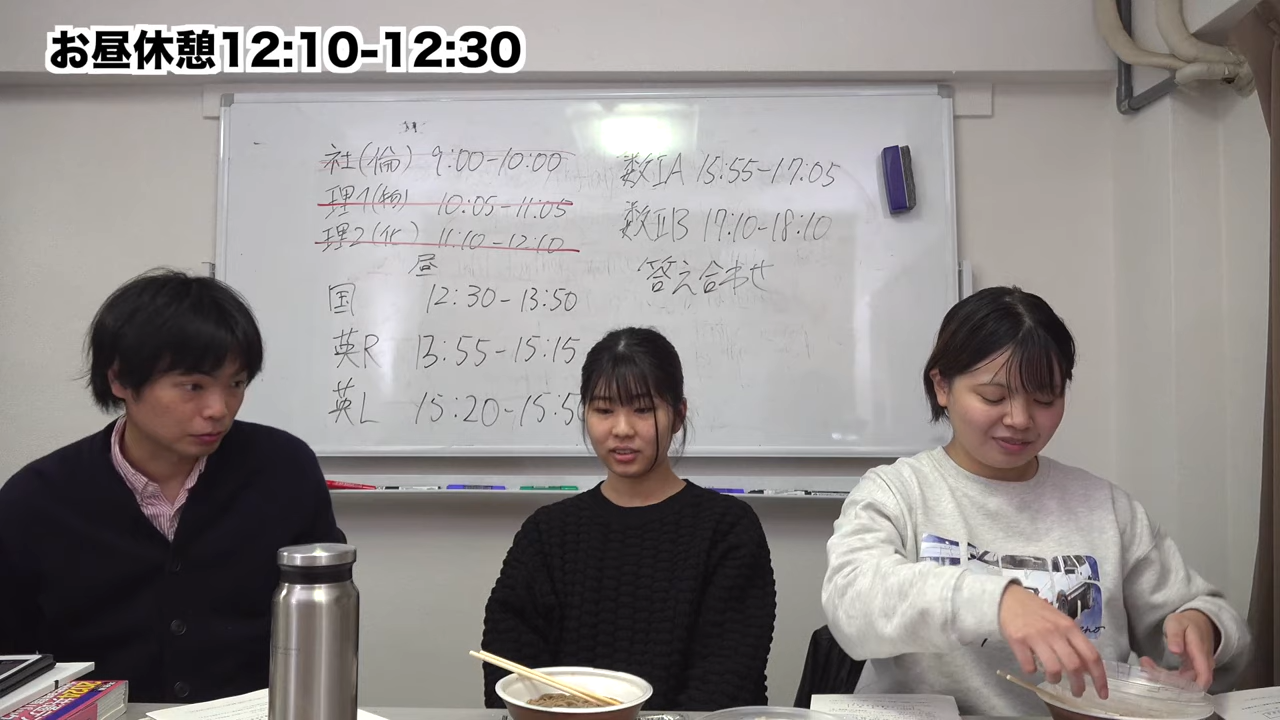 お昼休憩12:10-12:30
社(倫) 9:00-10:00
理1(物) 10:05-11:05
理2(化) 11:10-12:10
昼
国 12:30-13:50
英R 13:55-15:15
英L 15:20-15:50
数IA 15:55-17:05
数IIB 17:10-18:10
答え合わせ